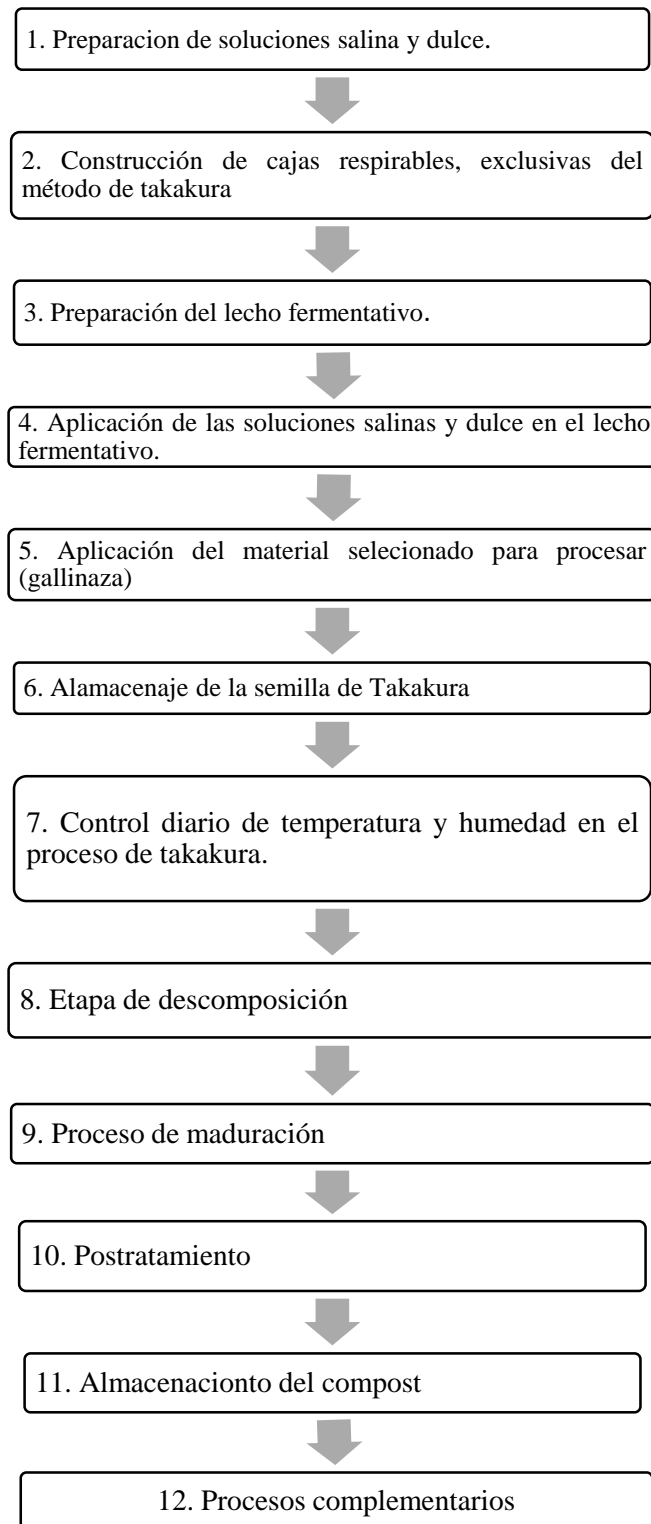 1. Preparacion de soluciones salina y dulce.
2. Construcción de cajas respirables, exclusivas del
método de takakura
3. Preparación del lecho fermentativo.
4. Aplicación de las soluciones salinas y dulce en el lecho
fermentativo.
5. Aplicación del material selecionado para procesar
(gallinaza)
6. Alamacenaje de la semilla de Takakura
7. Control diario de temperatura y humedad en el
proceso de takakura.
8. Etapa de descomposición
9. Proceso de maduración
10. Postratamiento
11. Almacenacionto del compost
12. Procesos complementarios